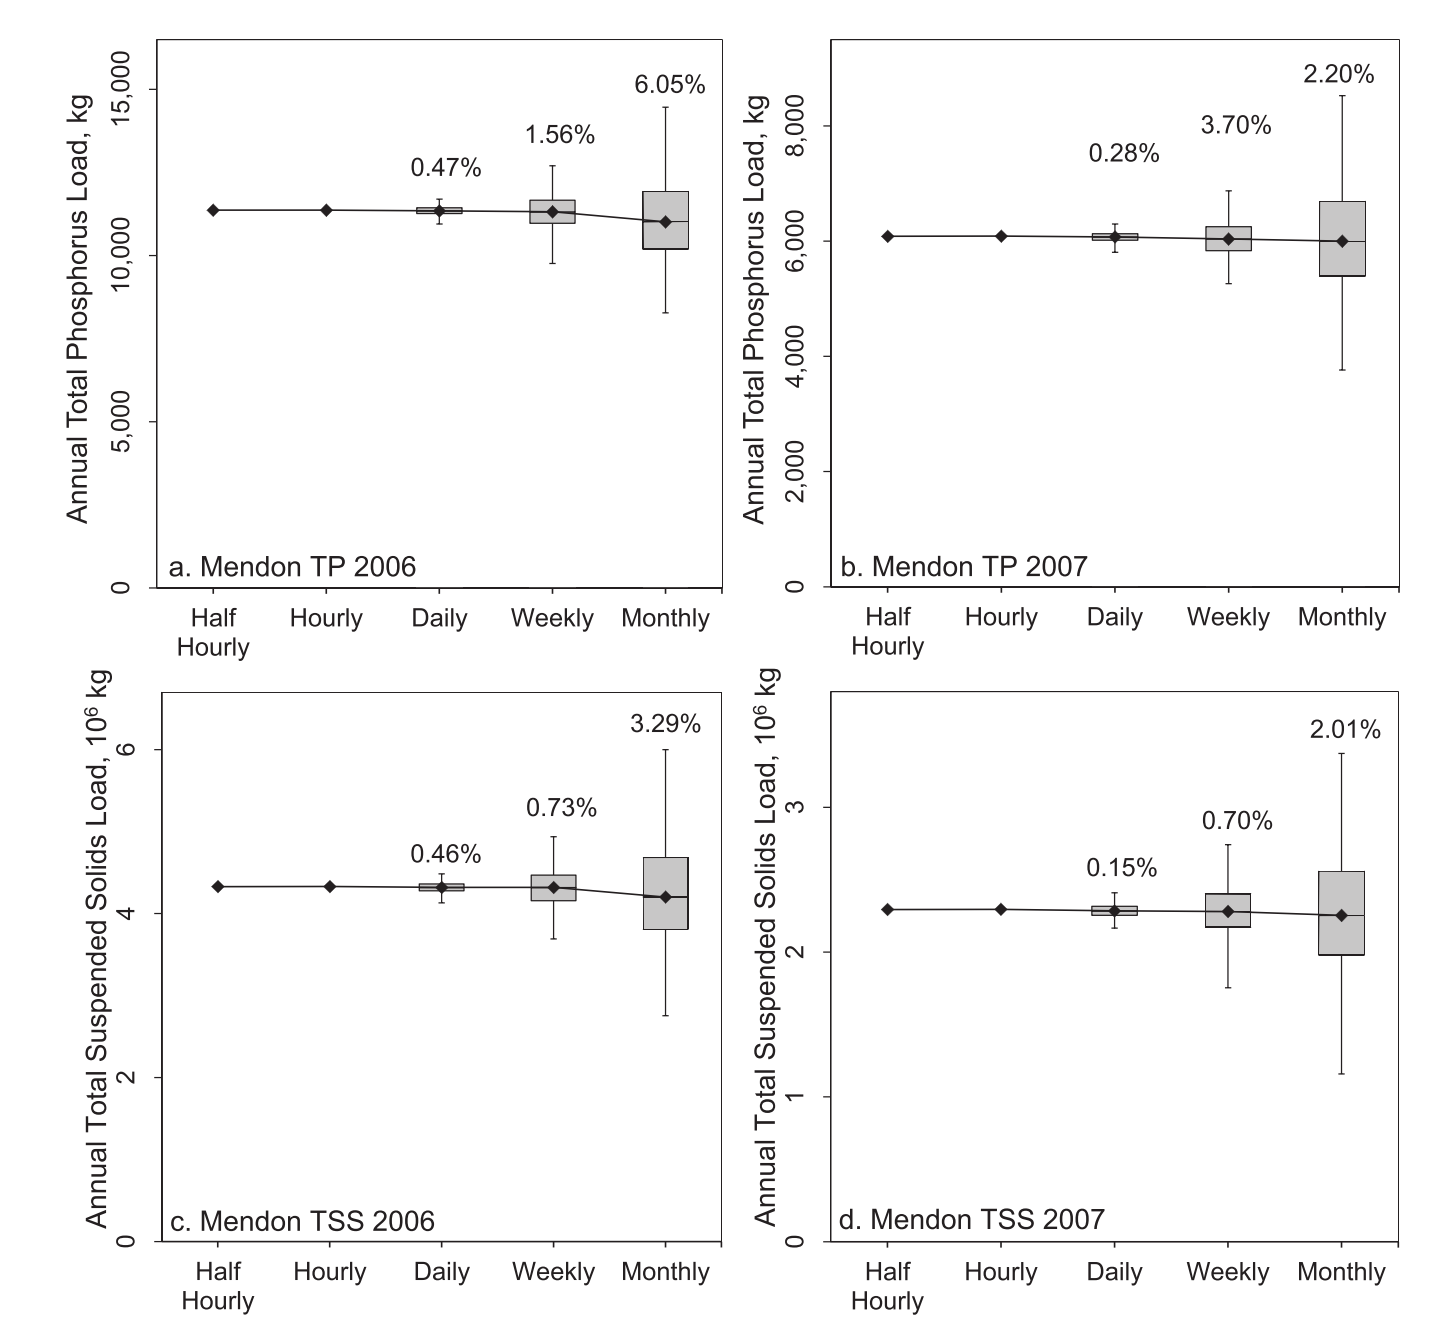 Annual Total Phosphorus Load, kg
15,000
10,000
5,000
0
0.47%
1.56%
6.05%
a. Mendon TP 2006
Half Hourly
Hourly
Daily
Weekly
Monthly
Annual Total Phosphorus Load, kg
8,000
6,000
4,000
2,000
0
0.28%
3.70%
2.20%
b. Mendon TP 2007
Half Hourly
Hourly
Daily
Weekly
Monthly
Annual Total Suspended Solids Load, 10⁶ kg
6
4
2
0
0.46%
0.73%
3.29%
c. Mendon TSS 2006
Half Hourly
Hourly
Daily
Weekly
Monthly
Annual Total Suspended Solids Load, 10⁶ kg
3
2
1
0
0.15%
0.70%
2.01%
d. Mendon TSS 2007
Half Hourly
Hourly
Daily
Weekly
Monthly